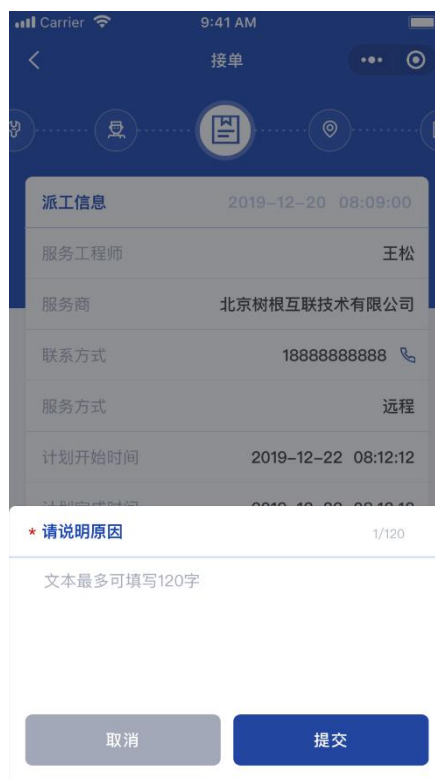 Carrier 9:41 AM
接单
派工信息 2019-12-20 08:09:00
服务工程师 王松
服务商 北京树根互联技术有限公司
联系方式 18888888888
服务方式 远程
计划开始时间 2019-12-22 08:12:12
* 请说明原因 1/120
文本最多可填写120字
取消 提交